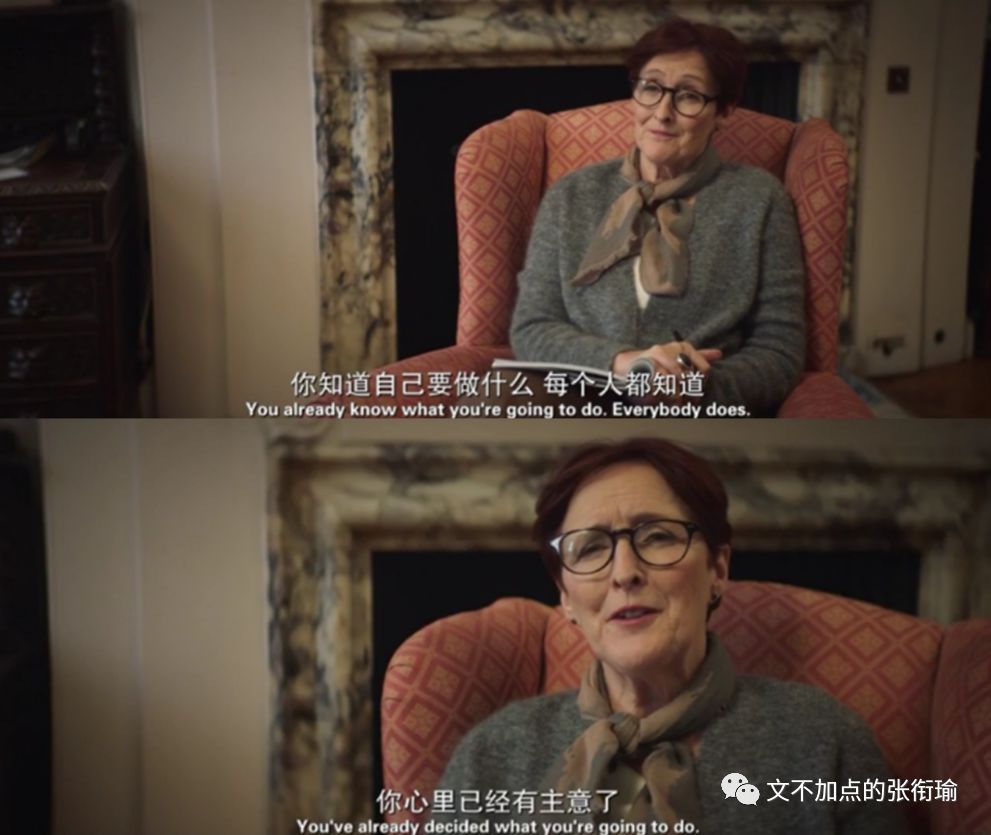 你知道自己要做什么 每个人都知道
You already know what you're going to do. Everybody does.
你心里已经有主意了
You've already decided what you're going to do.
文不加点的张衔瑜